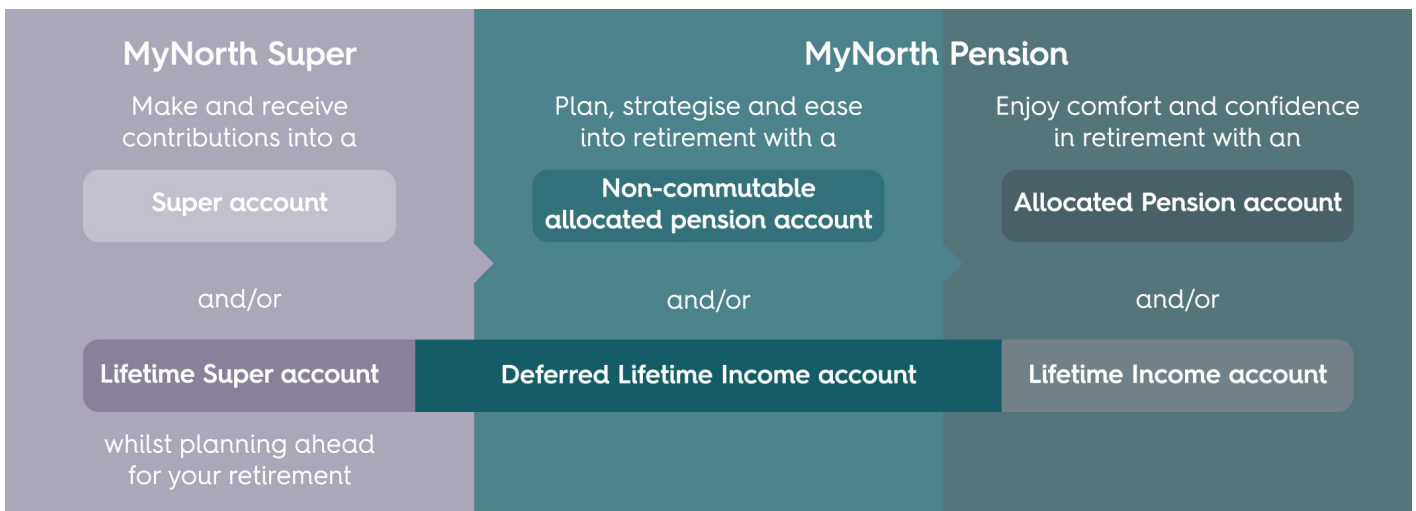 MyNorth Super
Make and receive
contributions into a
Super account
and/or
Lifetime Super account
whilst planning ahead
for your retirement
MyNorth Pension
Plan, strategise and ease
into retirement with a
Non-commutable
allocated pension account
and/or
Deferred Lifetime Income account
Enjoy comfort and confidence
in retirement with an
Allocated Pension account
and/or
Lifetime Income account